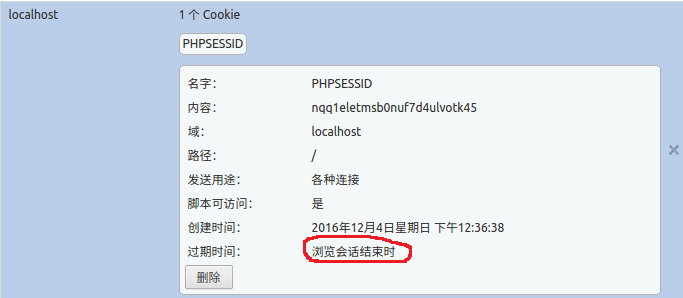 localhost
1 个 Cookie
PHPSESSID
名字： PHPSESSID
内容： nqq1eletmsb0nuf7d4ulvotk45
域： localhost
路径： /
发送用途： 各种连接
脚本可访问： 是
创建时间： 2016年12月4日星期日 下午12:36:38
过期时间： 浏览会话结束时
删除